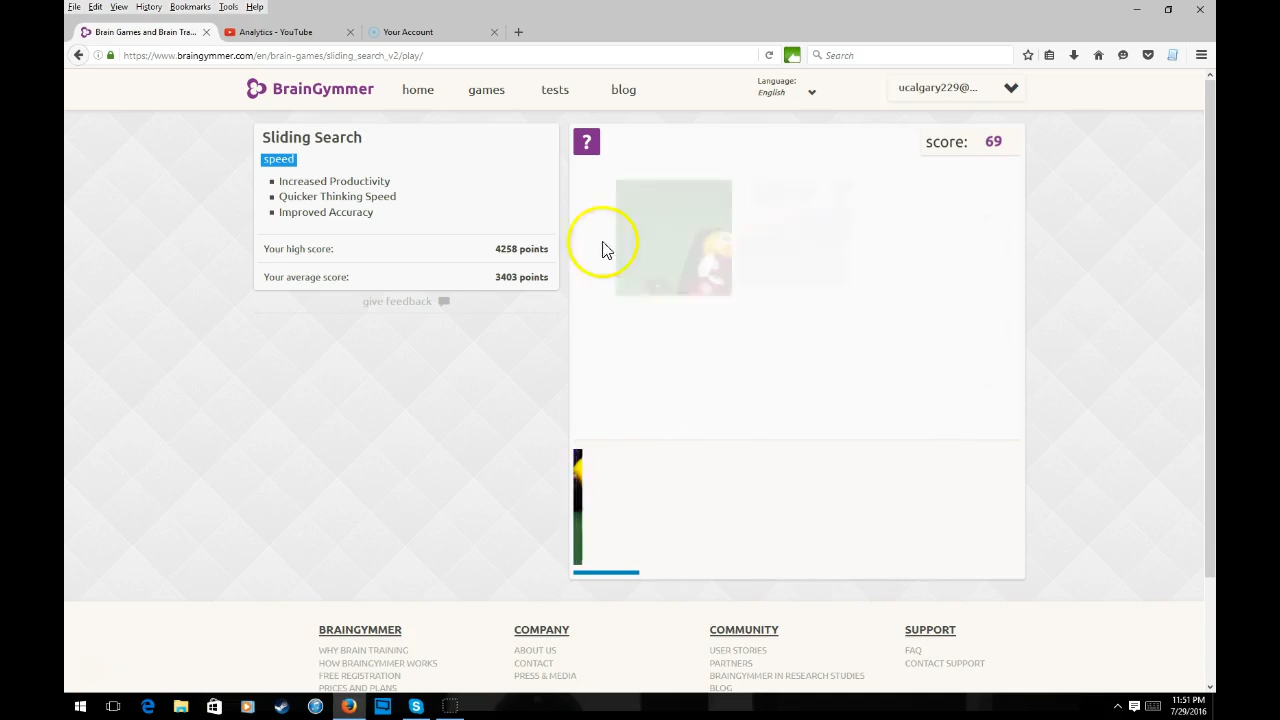 File Edit View History Bookmarks Tools Help
Brain Games and Brain Tra...
Analytics - YouTube
Your Account
https://www.braingymmer.com/en/brain-games/sliding_search_v2/play/
Search
BrainGymmer
home games tests blog
Language:
English
ucalgary229@...
Sliding Search
speed
Increased Productivity
Quicker Thinking Speed
Improved Accuracy
Your high score: 4258 points
Your average score: 3403 points
give feedback
?
score: 69
BRAINGYMMER
WHY BRAIN TRAINING
HOW BRAINGYMMER WORKS
FREE REGISTRATION
PRICES AND PLANS
COMPANY
ABOUT US
CONTACT
PRESS & MEDIA
COMMUNITY
USER STORIES
PARTNERS
BRAINGYMMER IN RESEARCH STUDIES
BLOG
SUPPORT
FAQ
CONTACT SUPPORT
11:51 PM
7/29/2016